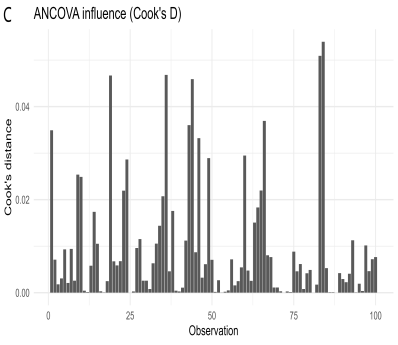 C
ANCOVA influence (Cook's D)
Cook's distance
0.04
0.02
0.00
0 25 50 75 100
Observation